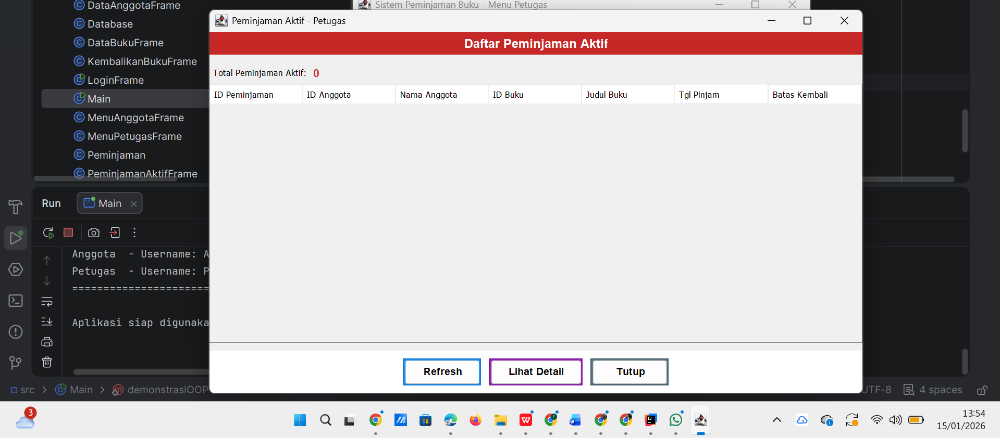 DataAnggotaFrame
Database
DataBukuFrame
KembalikanBukuFrame
LoginFrame
Main
MenuAnggotaFrame
MenuPetugasFrame
Peminjaman
PeminjamanAktifFrame
Sistem Peminjaman Buku - Menu Petugas
Peminjaman Aktif - Petugas
Daftar Peminjaman Aktif
Total Peminjaman Aktif: 0
ID Peminjaman ID Anggota Nama Anggota ID Buku Judul Buku Tgl Pinjam Batas Kembali
Refresh Lihat Detail Tutup
Run Main
Anggota - Username: A
Petugas - Username: P
======================
Aplikasi siap digunaka
src > Main > demonstrasiOOP
UTF-8 4 spaces
3
13:54
15/01/2026